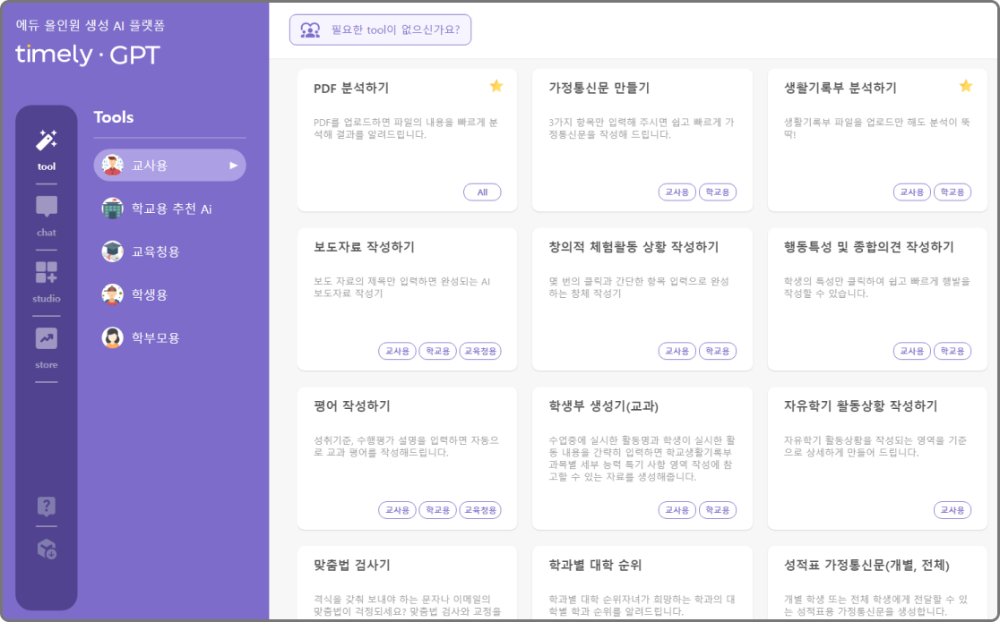 에듀 올인원 생성 AI 플랫폼
timely · GPT
tool
chat
studio
store
Tools
교사용
학교용 추천 Ai
교육청용
학생용
학부모용
필요한 tool이 없으신가요?
PDF 분석하기
PDF를 업로드하면 파일의 내용을 빠르게 분
석해 결과를 알려드립니다.
All
가정통신문 만들기
3가지 항목만 입력해 주시면 쉽고 빠르게 가
정통신문을 작성해 드립니다.
교사용 학교용
생활기록부 분석하기
생활기록부 파일을 업로드만 해도 분석이 뚝
딱!
교사용 학교용
보도자료 작성하기
보도 자료의 제목만 입력하면 완성되는 AI
보도자료 작성기
교사용 학교용 교육청용
창의적 체험활동 상황 작성하기
몇 번의 클릭과 간단한 항목 입력으로 완성
하는 창체 작성기
교사용 학교용
행동특성 및 종합의견 작성하기
학생의 특성만 클릭하여 쉽고 빠르게 행발을
작성할 수 있습니다.
교사용 학교용
평어 작성하기
성취기준, 수행평가 설명을 입력하면 자동으
로 교과 평어를 작성해드립니다.
교사용 학교용 교육청용
학생부 생성기(교과)
수업중에 실시한 활동명과 학생이 실시한 활
동 내용을 간략히 입력하면 학교생활기록부
과목별 세부 능력 특기 사항 영역 작성에 참
고할 수 있는 자료를 생성해줍니다.
교사용 학교용
자유학기 활동상황 작성하기
자유학기 활동상황을 작성되는 영역을 기준
으로 상세하게 만들어 드립니다.
교사용
맞춤법 검사기
격식을 갖춰 보내야 하는 문자나 이메일의
맞춤법이 걱정되세요? 맞춤법 검사와 교정을
학과별 대학 순위
학과별 대학 순위자녀가 희망하는 학과의 대
학별 학과 순위를 알려드립니다.
성적표 가정통신문(개별, 전체)
개별 학생 또는 전체 학생에게 전달할 수 있
는 성적표용 가정통신문을 생성합니다.